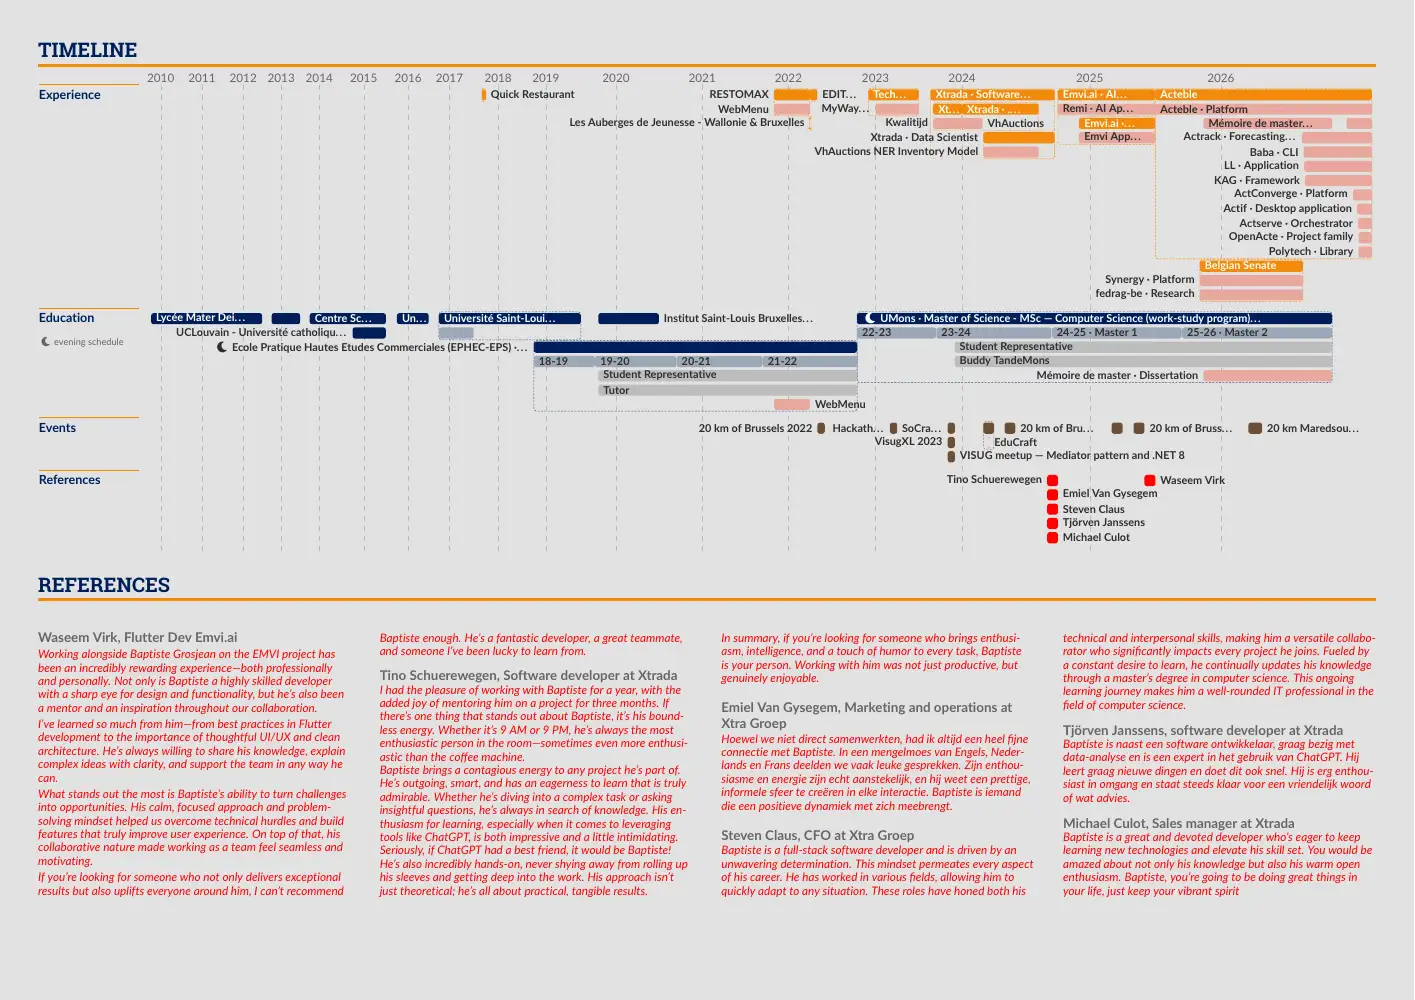 TIMELINE
2010 2011 2012 2013 2014 2015 2016 2017 2018 2019 2020 2021 2022 2023 2024 2025 2026
Experience
Quick Restaurant RESTOMAX EDIT… Tech… Xtrada · Software… Emvi.ai · AI… Acteble
WebMenu MyWay… Xt… Xtrada · … Remi · AI Ap… Acteble · Platform
Les Auberges de Jeunesse - Wallonie & Bruxelles Kwalitijd VhAuctions Emvi.ai · … Mémoire de master…
Xtrada · Data Scientist Emvi App… Actrack · Forecasting…
VhAuctions NER Inventory Model Baba · CLI
LL · Application
KAG · Framework
ActConverge · Platform
Actif · Desktop application
Actserve · Orchestrator
OpenActe · Project family
Polytech · Library
Belgian Senate
Synergy · Platform
fedrag-be · Research
Education
Lycée Mater Dei… Centre Sc… Un… Université Saint-Loui… Institut Saint-Louis Bruxelles… UMons · Master of Science - MSc — Computer Science (work-study program)…
UCLouvain - Université catholiqu… 22-23 23-24 24-25 · Master 1 25-26 · Master 2
evening schedule
Ecole Pratique Hautes Etudes Commerciales (EPHEC-EPS) ·… Student Representative
18-19 19-20 20-21 21-22 Buddy TandeMons
Student Representative Mémoire de master · Dissertation
Tutor
WebMenu
Events
20 km of Brussels 2022 Hackath… SoCra… 20 km of Bru… 20 km of Bruss… 20 km Maredsou…
VisugXL 2023 EduCraft
VISUG meetup — Mediator pattern and .NET 8
References
Tino Schuerewegen Waseem Virk
Emiel Van Gysegem
Steven Claus
Tjörven Janssens
Michael Culot
REFERENCES
Waseem Virk, Flutter Dev Emvi.ai
Working alongside Baptiste Grosjean on the EMVI project has
been an incredibly rewarding experience—both professionally
and personally. Not only is Baptiste a highly skilled developer
with a sharp eye for design and functionality, but he's also been
a mentor and an inspiration throughout our collaboration.
I've learned so much from him—from best practices in Flutter
development to the importance of thoughtful UI/UX and clean
architecture. He's always willing to share his knowledge, explain
complex ideas with clarity, and support the team in any way he
can.
What stands out the most is Baptiste's ability to turn challenges
into opportunities. His calm, focused approach and problem-
solving mindset helped us overcome technical hurdles and build
features that truly improve user experience. On top of that, his
collaborative nature made working as a team feel seamless and
motivating.
If you're looking for someone who not only delivers exceptional
results but also uplifts everyone around him, I can't recommend
Baptiste enough. He's a fantastic developer, a great teammate,
and someone I've been lucky to learn from.
Tino Schuerewegen, Software developer at Xtrada
I had the pleasure of working with Baptiste for a year, with the
added joy of mentoring him on a project for three months. If
there's one thing that stands out about Baptiste, it's his bound-
less energy. Whether it's 9 AM or 9 PM, he's always the most
enthusiastic person in the room—sometimes even more enthusi-
astic than the coffee machine.
Baptiste brings a contagious energy to any project he's part of.
He's outgoing, smart, and has an eagerness to learn that is truly
admirable. Whether he's diving into a complex task or asking
insightful questions, he's always in search of knowledge. His en-
thusiasm for learning, especially when it comes to leveraging
tools like ChatGPT, is both impressive and a little intimidating.
Seriously, if ChatGPT had a best friend, it would be Baptiste!
He's also incredibly hands-on, never shying away from rolling up
his sleeves and getting deep into the work. His approach isn't
just theoretical; he's all about practical, tangible results.
In summary, if you're looking for someone who brings enthusi-
asm, intelligence, and a touch of humor to every task, Baptiste
is your person. Working with him was not just productive, but
genuinely enjoyable.
Emiel Van Gysegem, Marketing and operations at
Xtra Groep
Hoewel we niet direct samenwerkten, had ik altijd een heel fijne
connectie met Baptiste. In een mengelmoes van Engels, Neder-
lands en Frans deelden we vaak leuke gesprekken. Zijn enthou-
siasme en energie zijn echt aanstekelijk, en hij weet een prettige,
informele sfeer te creëren in elke interactie. Baptiste is iemand
die een positieve dynamiek met zich meebrengt.
Steven Claus, CFO at Xtra Groep
Baptiste is a full-stack software developer and is driven by an
unwavering determination. This mindset permeates every aspect
of his career. He has worked in various fields, allowing him to
quickly adapt to any situation. These roles have honed both his
technical and interpersonal skills, making him a versatile collabo-
rator who significantly impacts every project he joins. Fueled by
a constant desire to learn, he continually updates his knowledge
through a master's degree in computer science. This ongoing
learning journey makes him a well-rounded IT professional in the
field of computer science.
Tjörven Janssens, software developer at Xtrada
Baptiste is naast een software ontwikkelaar, graag bezig met
data-analyse en is een expert in het gebruik van ChatGPT. Hij
leert graag nieuwe dingen en doet dit ook snel. Hij is erg enthou-
siast in omgang en staat steeds klaar voor een vriendelijk woord
of wat advies.
Michael Culot, Sales manager at Xtrada
Baptiste is a great and devoted developer who's eager to keep
learning new technologies and elevate his skill set. You would be
amazed about not only his knowledge but also his warm open
enthusiasm. Baptiste, you're going to be doing great things in
your life, just keep your vibrant spirit